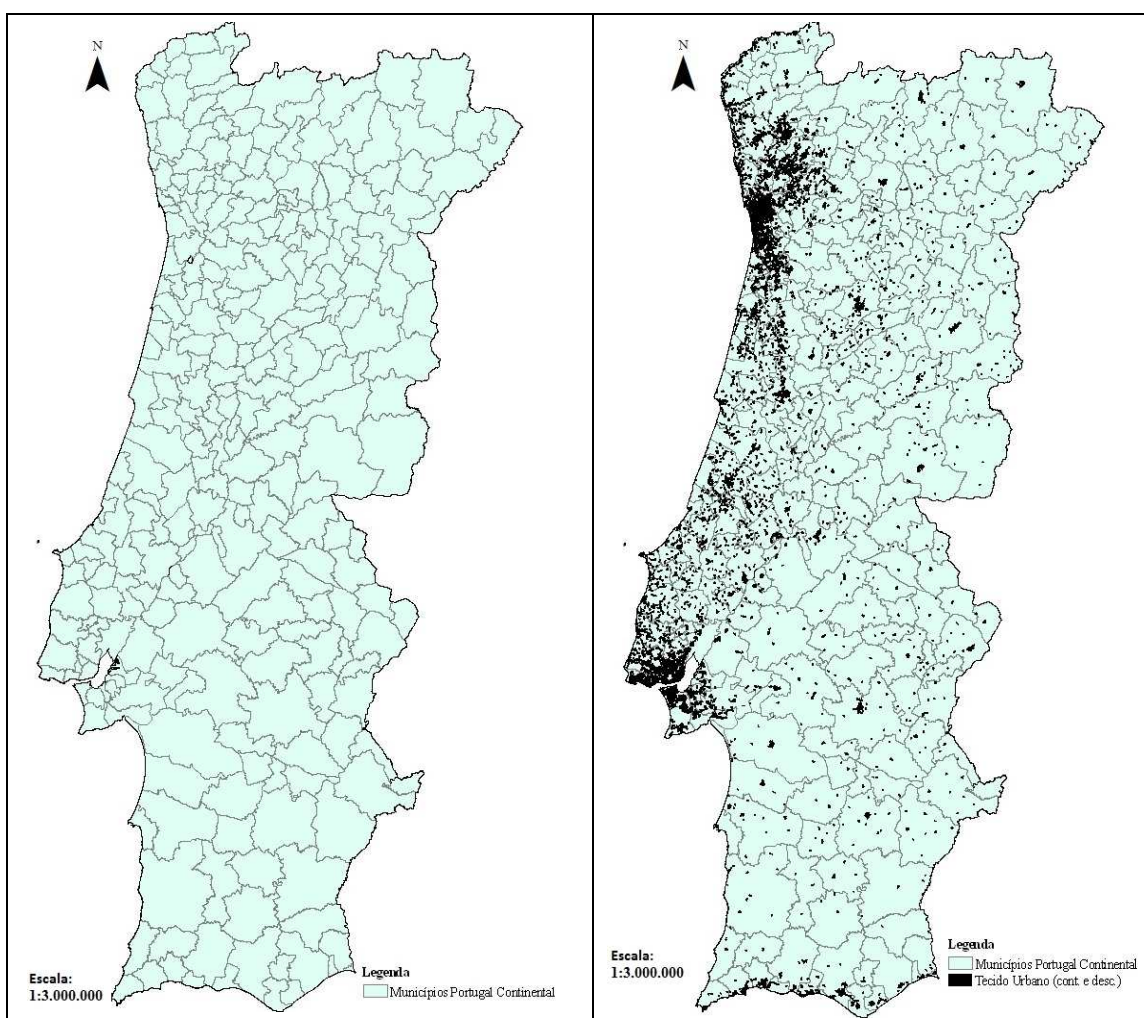 N
Escala:
1:3.000.000
Legenda
Municípios Portugal Continental
N
Escala:
1:3.000.000
Legenda
Municípios Portugal Continental
Tecido Urbano (cont. e desc.)